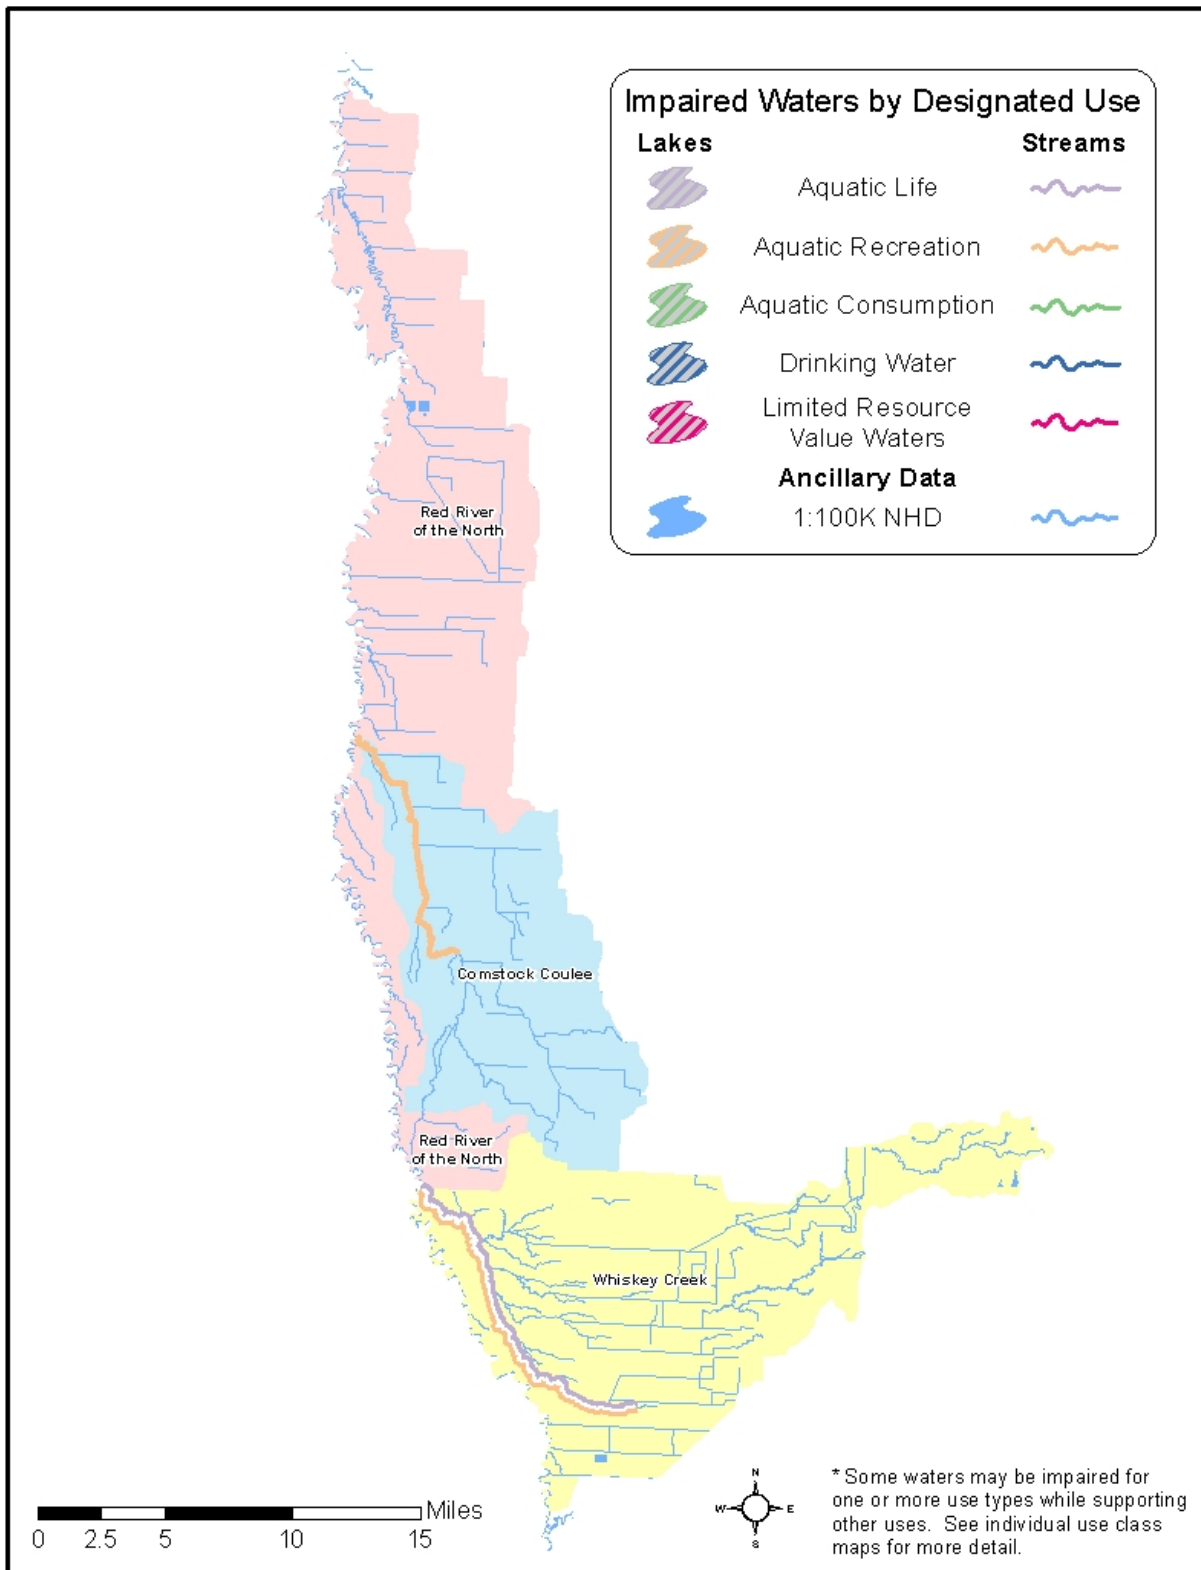 Impaired Waters by Designated Use
Lakes Streams
Aquatic Life
Aquatic Recreation
Aquatic Consumption
Drinking Water
Limited Resource
Value Waters
Ancillary Data
1:100K NHD
Red River
of the North
Comstock Coulee
Red River
of the North
Whiskey Creek
Miles
0 2.5 5 10 15
N
W E
S
* Some waters may be impaired for
one or more use types while supporting
other uses. See individual use class
maps for more detail.